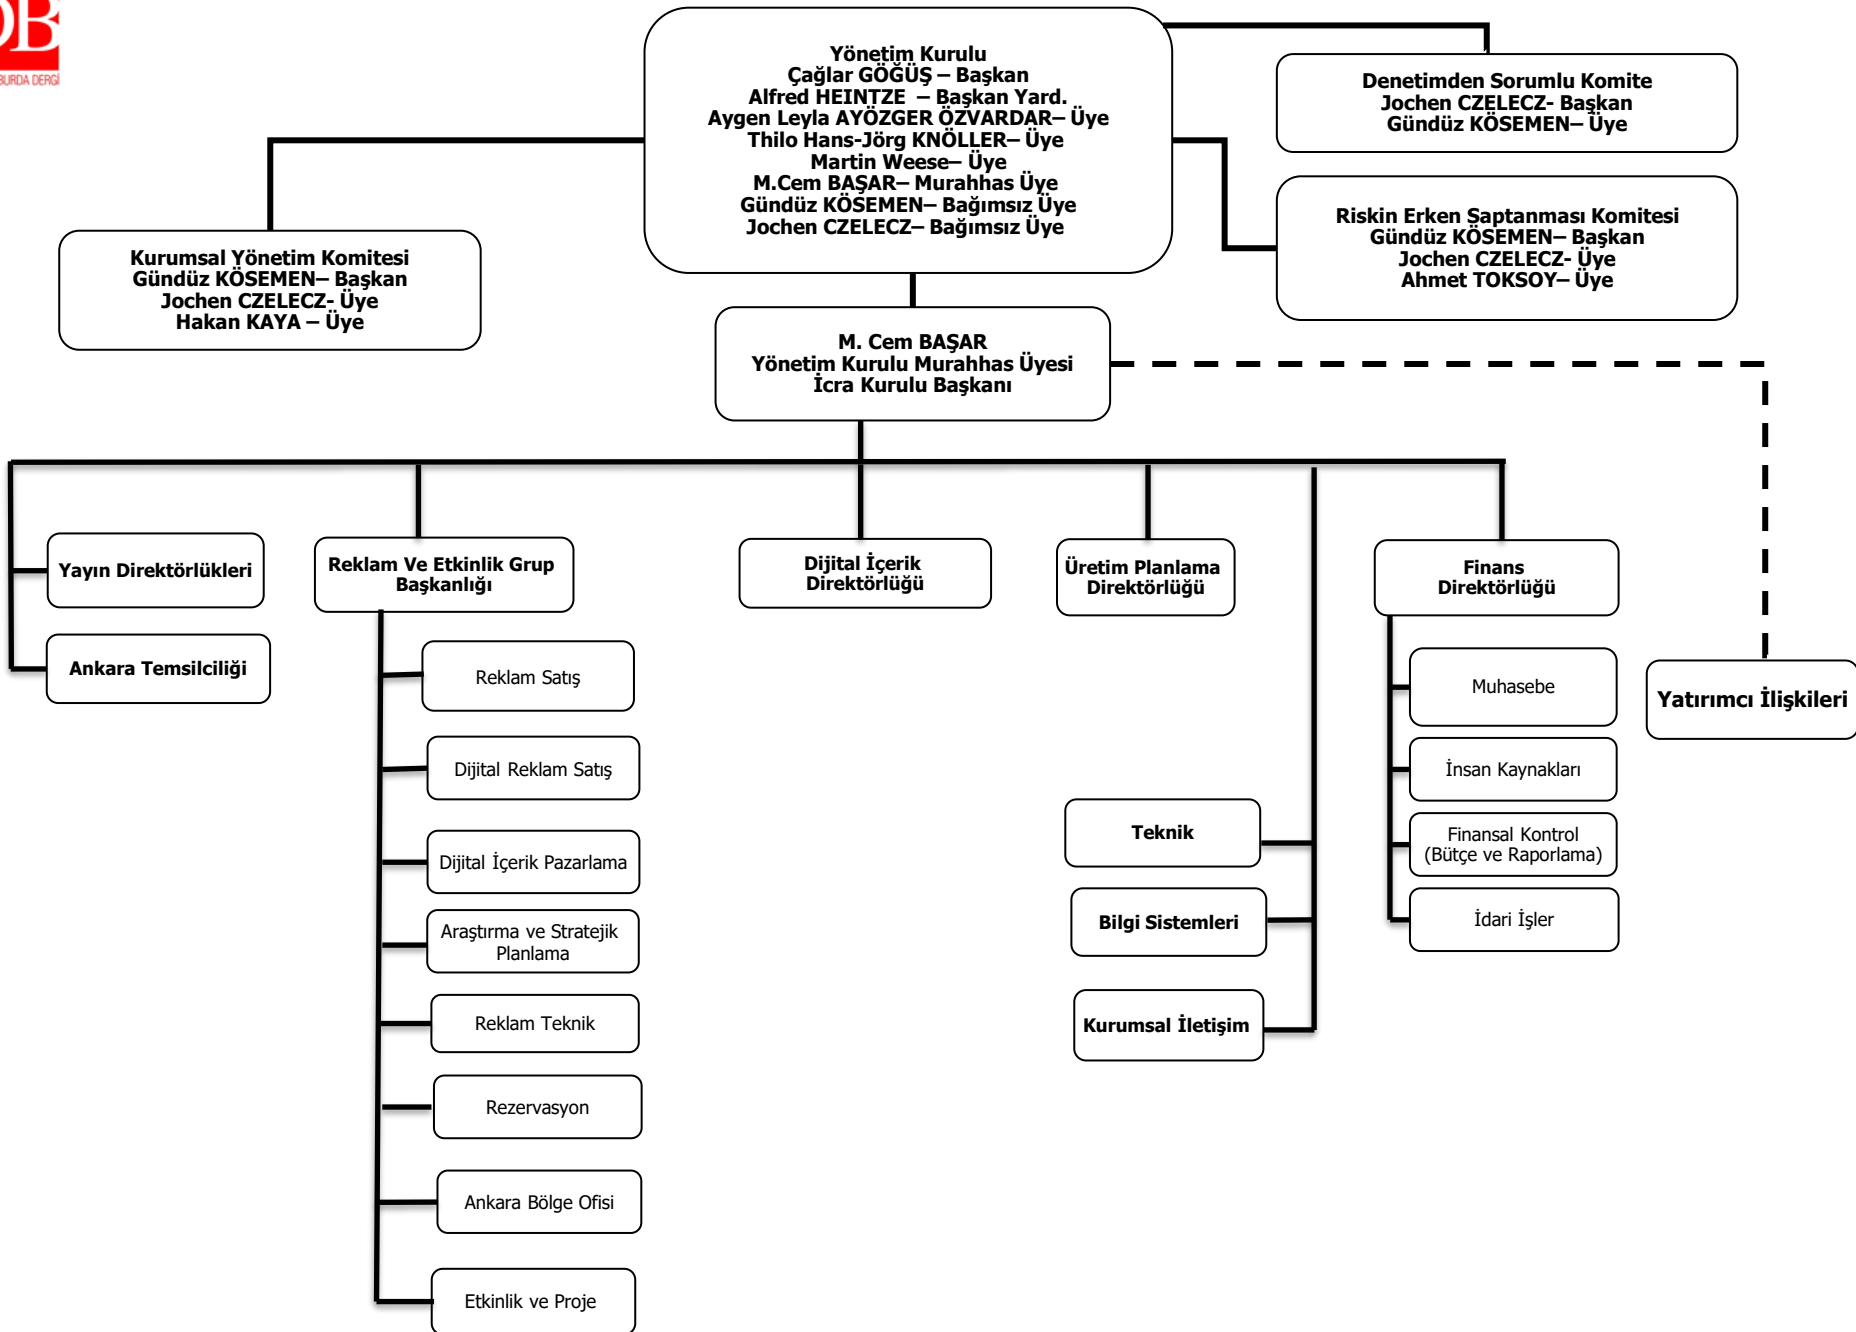 DB
BURDA DERGİ
Yönetim Kurulu
Çağlar GÖĞÜŞ – Başkan
Alfred HEINTZE – Başkan Yard.
Aygen Leyla AYÖZGER ÖZVARDAR– Üye
Thilo Hans-Jörg KNÖLLER– Üye
Martin Weese– Üye
M.Cem BAŞAR– Murahhas Üye
Gündüz KÖSEMEN– Bağımsız Üye
Jochen CZELECZ– Bağımsız Üye
Denetimden Sorumlu Komite
Jochen CZELECZ- Başkan
Gündüz KÖSEMEN– Üye
Riskin Erken Saptanması Komitesi
Gündüz KÖSEMEN– Başkan
Jochen CZELECZ- Üye
Ahmet TOKSOY– Üye
Kurumsal Yönetim Komitesi
Gündüz KÖSEMEN– Başkan
Jochen CZELECZ- Üye
Hakan KAYA – Üye
M. Cem BAŞAR
Yönetim Kurulu Murahhas Üyesi
İcra Kurulu Başkanı
Yayın Direktörlükleri
Ankara Temsilciliği
Reklam Ve Etkinlik Grup
Başkanlığı
Reklam Satış
Dijital Reklam Satış
Dijital İçerik Pazarlama
Araştırma ve Stratejik
Planlama
Reklam Teknik
Rezervasyon
Ankara Bölge Ofisi
Etkinlik ve Proje
Dijital İçerik
Direktörlüğü
Üretim Planlama
Direktörlüğü
Teknik
Bilgi Sistemleri
Kurumsal İletişim
Finans
Direktörlüğü
Muhasebe
İnsan Kaynakları
Finansal Kontrol
(Bütçe ve Raporlama)
İdari İşler
Yatırımcı İlişkileri